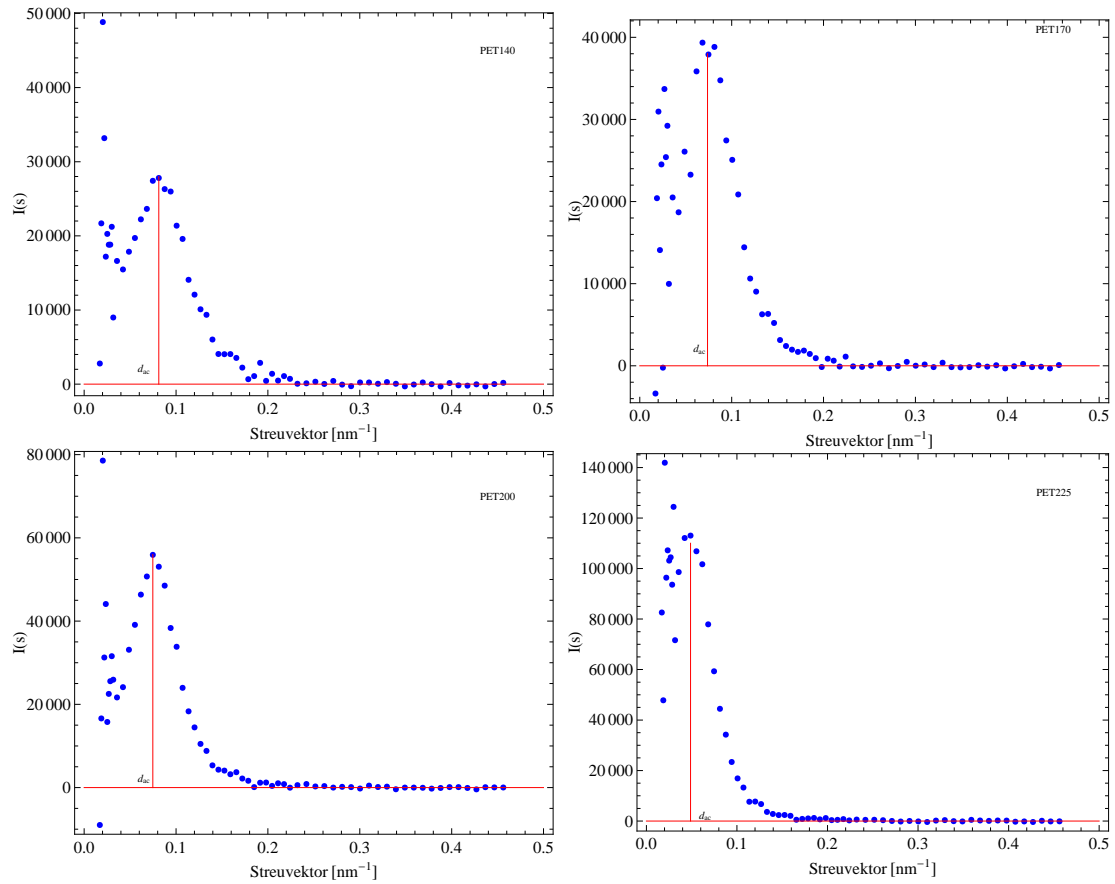 PET140
I(s)
50 000
40 000
30 000
20 000
10 000
0
d_ac
0.0 0.1 0.2 0.3 0.4 0.5
Streuvektor [nm⁻¹]
PET170
I(s)
40 000
30 000
20 000
10 000
0
d_ac
0.0 0.1 0.2 0.3 0.4 0.5
Streuvektor [nm⁻¹]
PET200
I(s)
80 000
60 000
40 000
20 000
0
d_ac
0.0 0.1 0.2 0.3 0.4 0.5
Streuvektor [nm⁻¹]
PET225
I(s)
140 000
120 000
100 000
80 000
60 000
40 000
20 000
0
d_ac
0.0 0.1 0.2 0.3 0.4 0.5
Streuvektor [nm⁻¹]